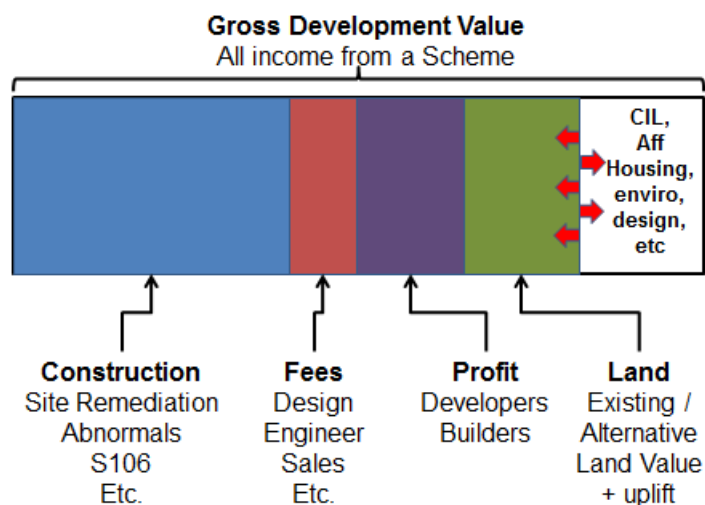 Gross Development Value
All income from a Scheme
CIL,
Aff
Housing,
enviro,
design,
etc
Construction
Site Remediation
Abnormals
S106
Etc.
Fees
Design
Engineer
Sales
Etc.
Profit
Developers
Builders
Land
Existing /
Alternative
Land Value
+ uplift